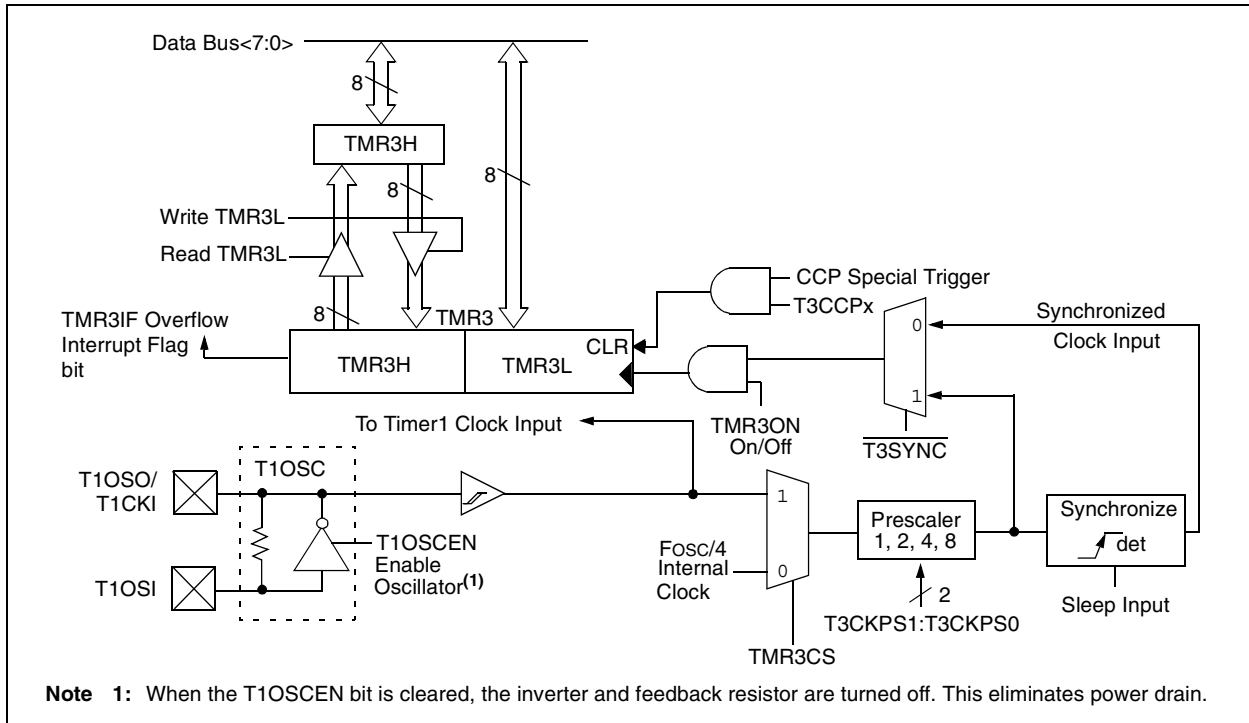 Data Bus<7:0>
8
TMR3H
8
8
Write TMR3L
Read TMR3L
CCP Special Trigger
T3CCPx
8
TMR3
TMR3IF Overflow
Interrupt Flag
bit
CLR
TMR3H
TMR3L
0
Synchronized
Clock Input
1
To Timer1 Clock Input
TMR3ON
On/Off
T3SYNC
T1OSC
T1OSO/
T1CKI
1
Prescaler
1, 2, 4, 8
Synchronize
det
T1OSCEN
Enable
Oscillator(1)
FOSC/4
Internal
Clock
0
T1OSI
2
Sleep Input
T3CKPS1:T3CKPS0
TMR3CS
Note 1: When the T1OSCEN bit is cleared, the inverter and feedback resistor are turned off. This eliminates power drain.